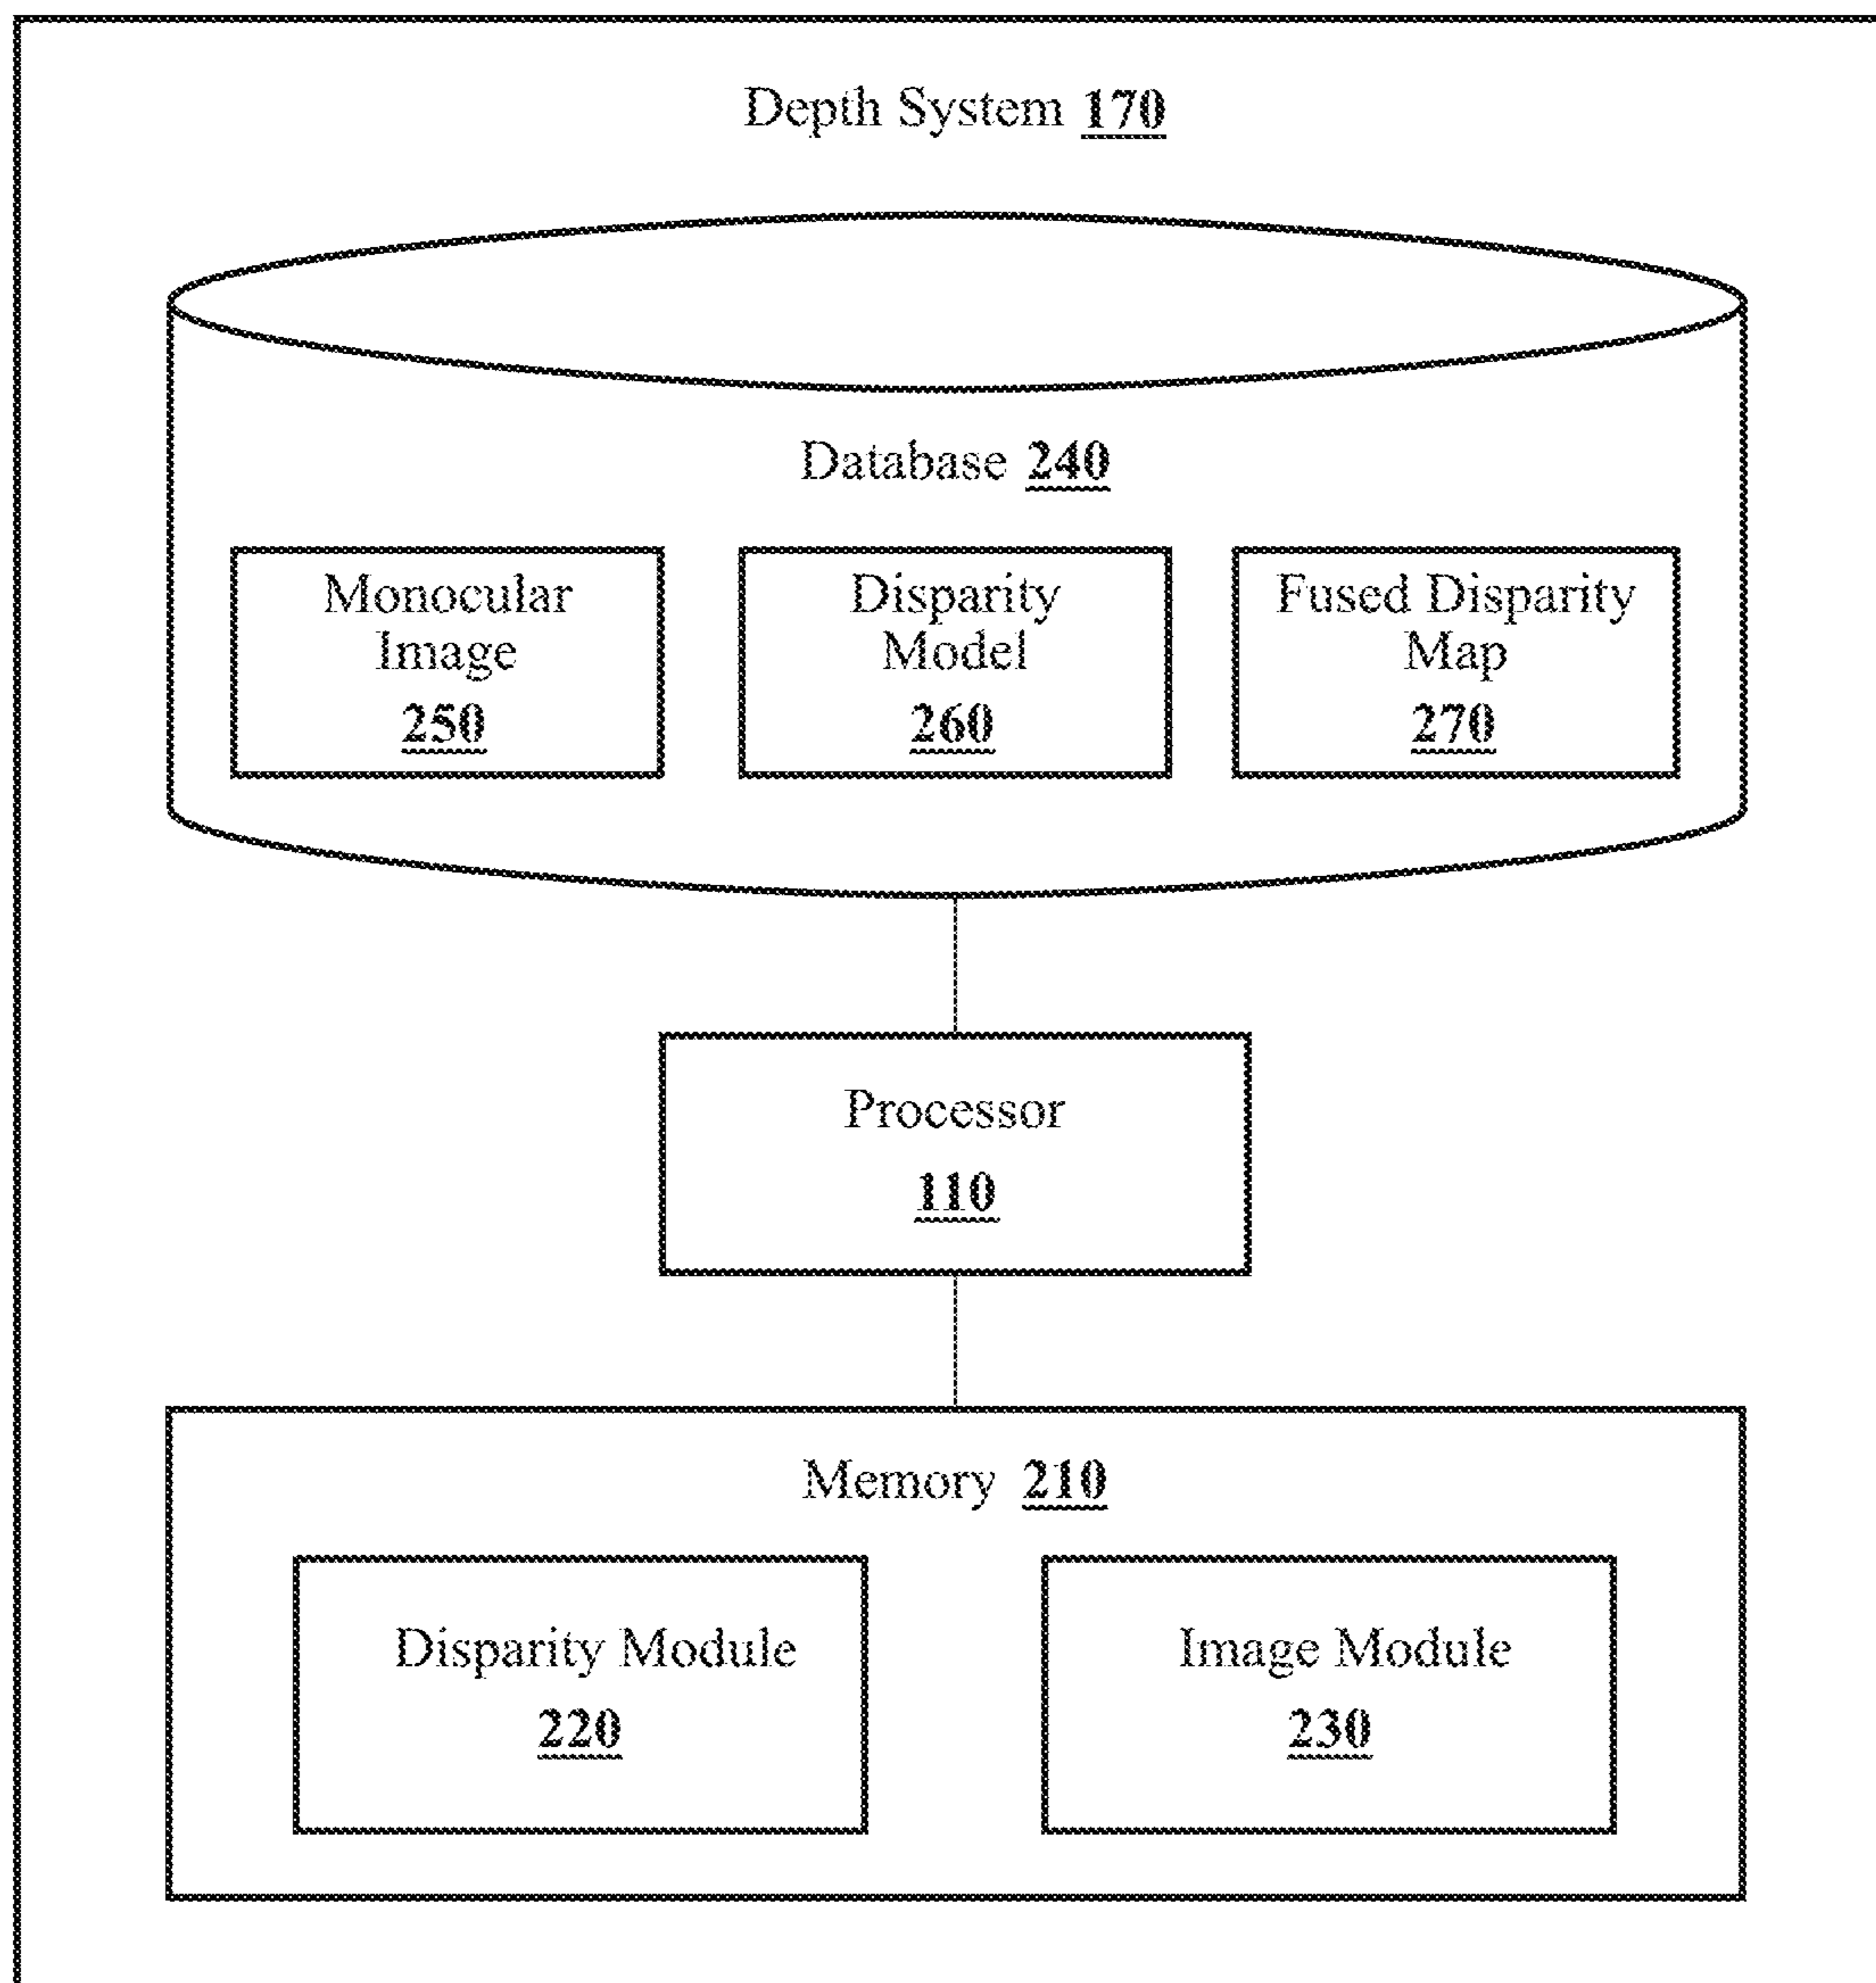 Depth System 170
Database 240
Monocular
Image
250
Disparity
Model
260
Fused Disparity
Map
270
Processor
110
Memory 210
Disparity Module
220
Image Module
230